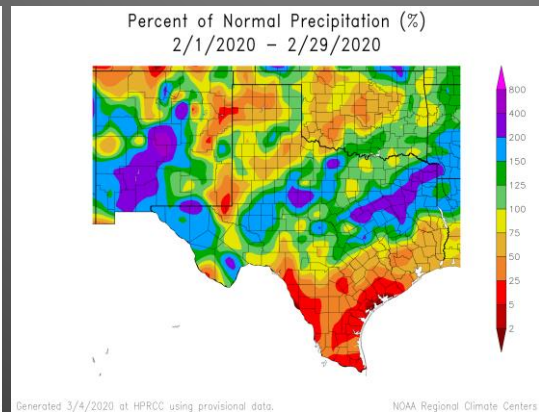 Percent of Normal Precipitation (%)
2/1/2020 – 2/29/2020
800
400
200
150
125
100
75
50
25
5
2
Generated 3/4/2020 at HPRCC using provisional data.
NOAA Regional Climate Centers